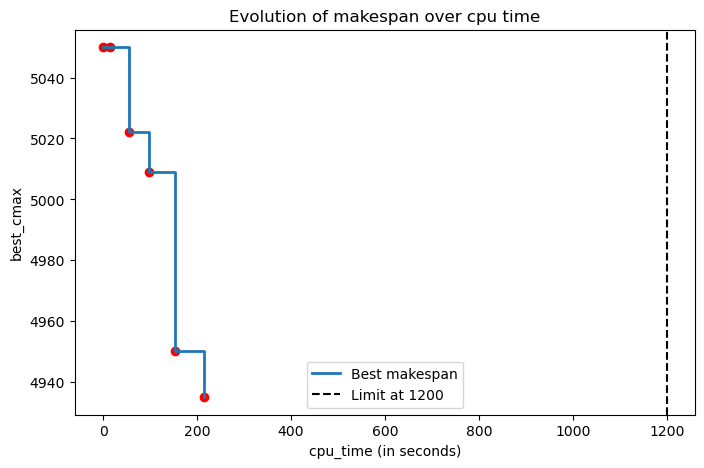 Evolution of makespan over cpu time
best_cmax
5040
5020
5000
4980
4960
4940
Best makespan
Limit at 1200
0
200
400
600
800
1000
1200
cpu_time (in seconds)